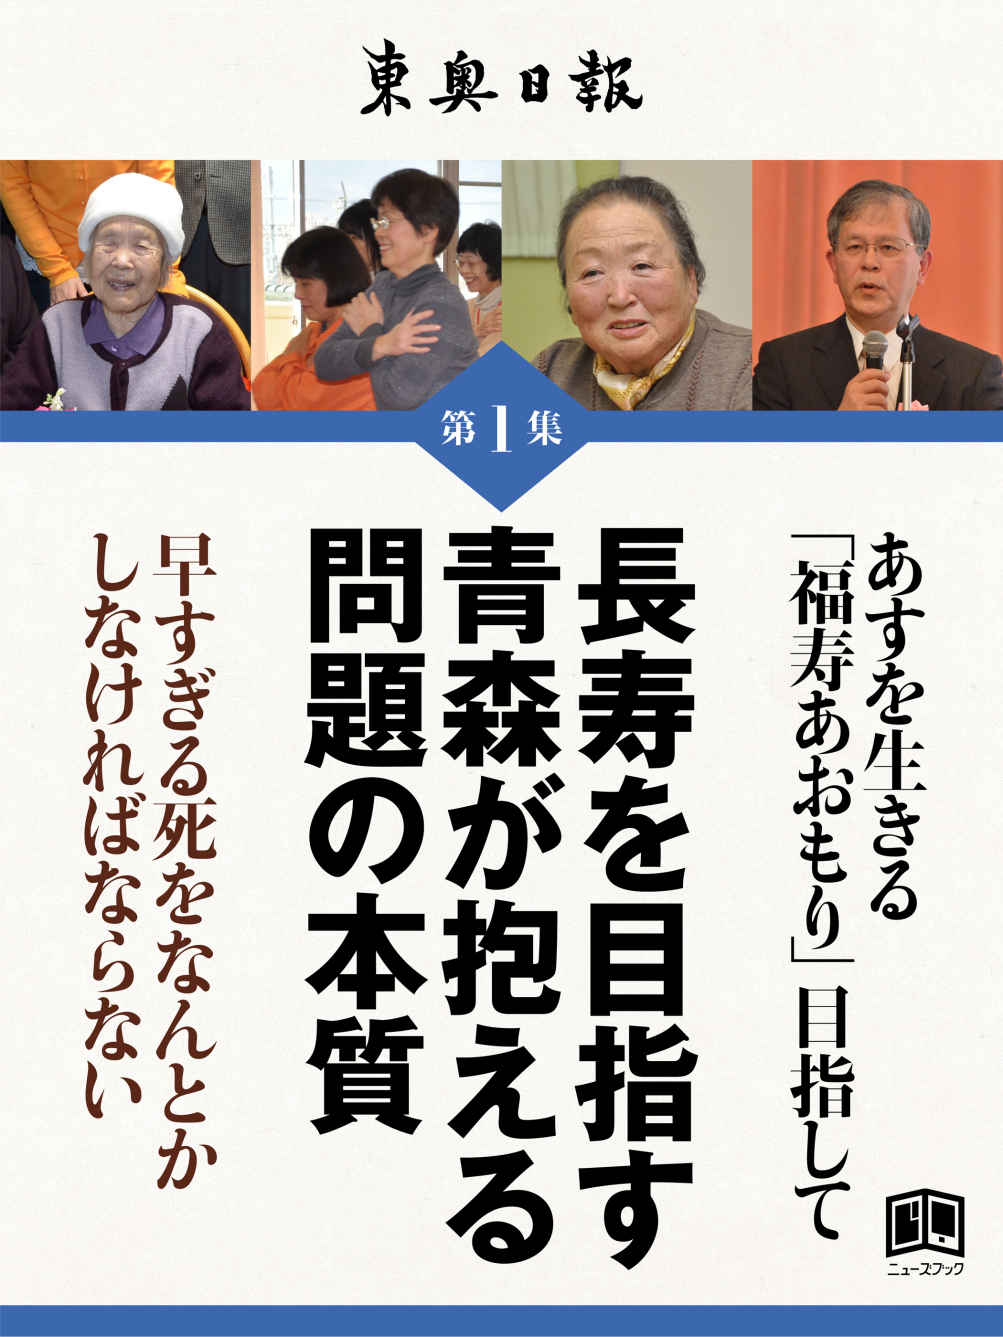 東奥日報
第1集
あすを生きる
「福寿あおもり」目指して
長寿を目指す
青森が抱える
問題の本質
早すぎる死をなんとか
しなければならない
ニューズブック